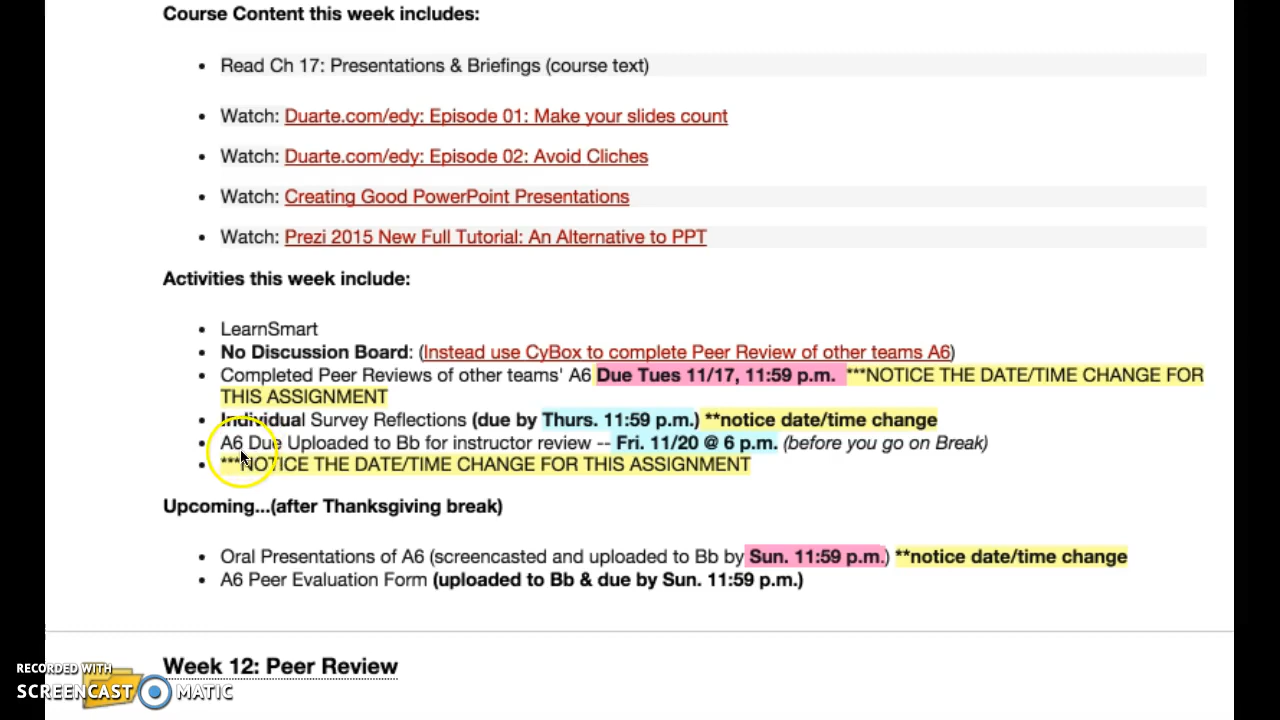 Course Content this week includes:
Read Ch 17: Presentations & Briefings (course text)
Watch: Duarte.com/edy: Episode 01: Make your slides count
Watch: Duarte.com/edy: Episode 02: Avoid Cliches
Watch: Creating Good PowerPoint Presentations
Watch: Prezi 2015 New Full Tutorial: An Alternative to PPT
Activities this week include:
LearnSmart
No Discussion Board: (Instead use CyBox to complete Peer Review of other teams A6)
Completed Peer Reviews of other teams' A6 Due Tues 11/17, 11:59 p.m. ***NOTICE THE DATE/TIME CHANGE FOR
THIS ASSIGNMENT
Individual Survey Reflections (due by Thurs. 11:59 p.m.) **notice date/time change
A6 Due Uploaded to Bb for instructor review -- Fri. 11/20 @ 6 p.m. (before you go on Break)
***NOTICE THE DATE/TIME CHANGE FOR THIS ASSIGNMENT
Upcoming...(after Thanksgiving break)
Oral Presentations of A6 (screencasted and uploaded to Bb by Sun. 11:59 p.m.) **notice date/time change
A6 Peer Evaluation Form (uploaded to Bb & due by Sun. 11:59 p.m.)
Week 12: Peer Review
RECORDED WITH
SCREENCAST MATIC